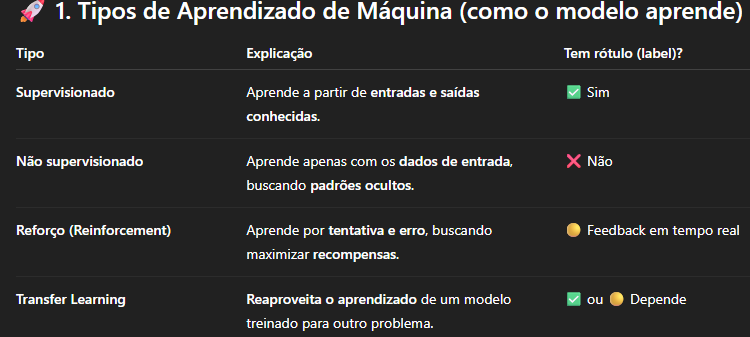 🚀 1. Tipos de Aprendizado de Máquina (como o modelo aprende)
Tipo Explicação Tem rótulo (label)?
Supervisionado Aprende a partir de entradas e saídas ✅ Sim
conhecidas.
Não supervisionado Aprende apenas com os dados de entrada, ❌ Não
buscando padrões ocultos.
Reforço (Reinforcement) Aprende por tentativa e erro, buscando 🟡 Feedback em tempo real
maximizar recompensas.
Transfer Learning Reaproveita o aprendizado de um modelo ✅ ou 🟡 Depende
treinado para outro problema.